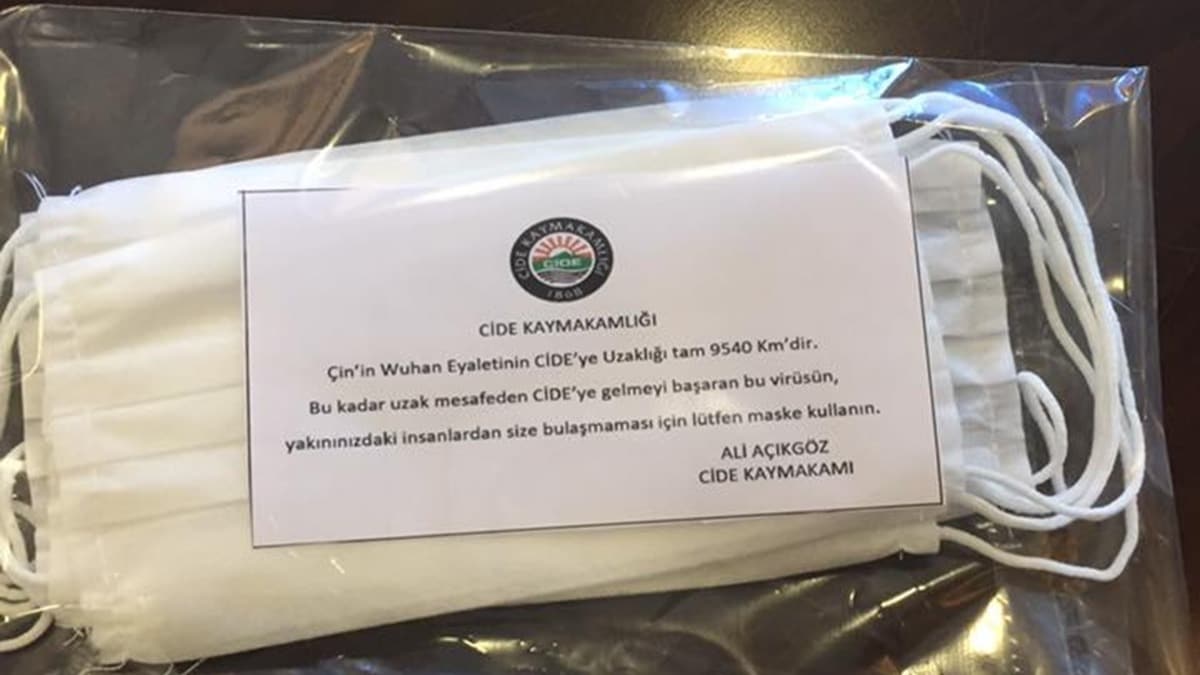 CİDE KAYMAKAMLIĞI
CİDE
1868
CİDE KAYMAKAMLIĞI
Çin'in Wuhan Eyaletinin CİDE'ye Uzaklığı tam 9540 Km'dir.
Bu kadar uzak mesafeden CİDE'ye gelmeyi başaran bu virüsün,
yakınınızdaki insanlardan size bulaşmaması için lütfen maske kullanın.
ALİ AÇIKGÖZ
CİDE KAYMAKAMI